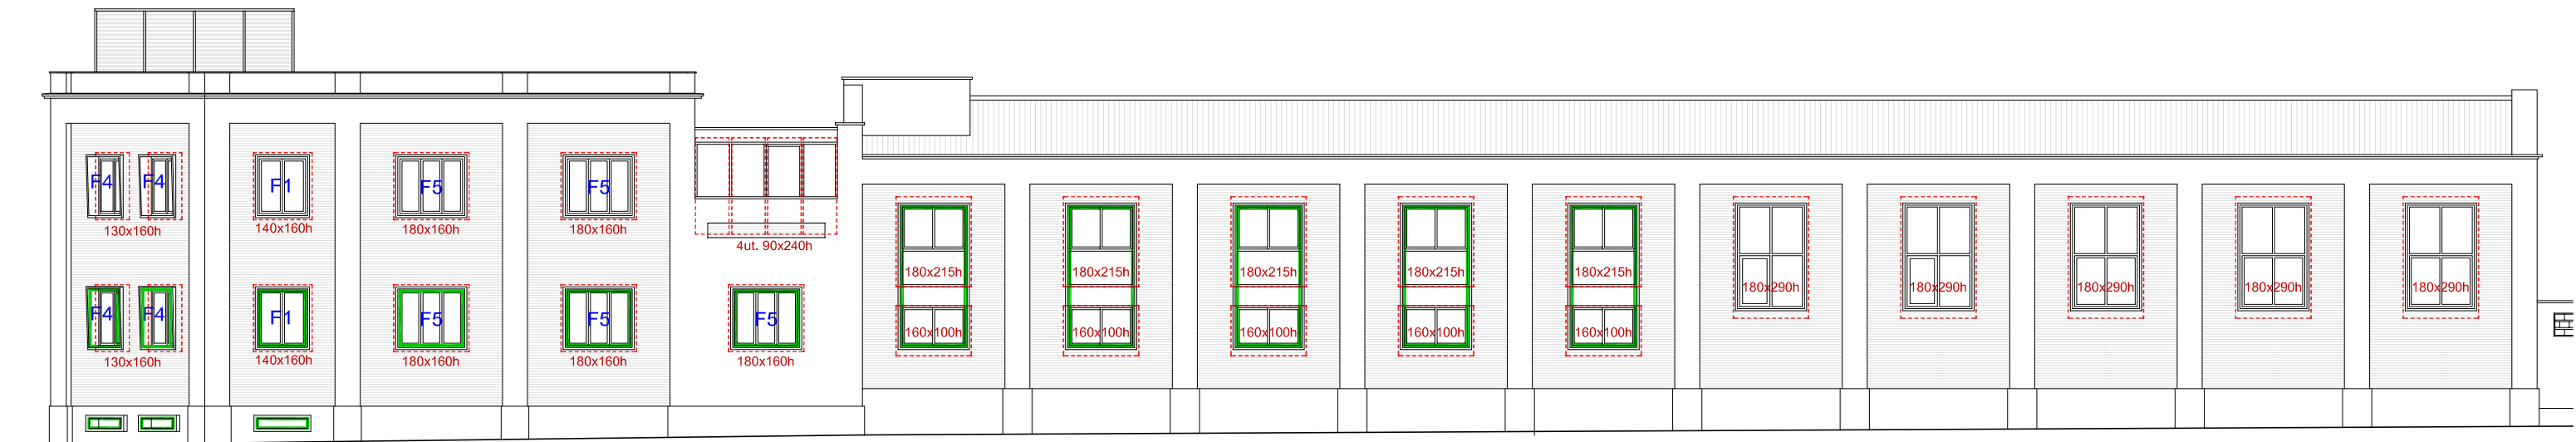 F4 F4 F1 F5 F5
130x160h 140x160h 180x160h 180x160h
4ut. 90x240h
180x215h 180x215h 180x215h 180x215h 180x215h
180x290h 180x290h 180x290h 180x290h 180x290h
F4 F4 F1 F5 F5 F5
160x100h 160x100h 160x100h 160x100h 160x100h
130x160h 140x160h 180x160h 180x160h 180x160h